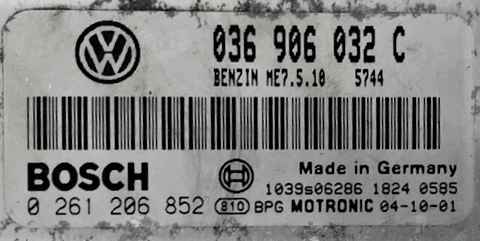 036 906 032 C
BENZIN ME7.5.10 5744
BOSCH Made in Germany
1039s06286 1824 0585
0 261 206 852 810 BPG MOTRONIC 04-10-01